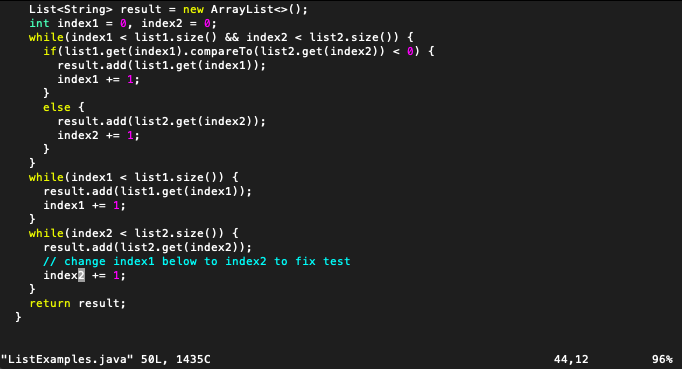 List<String> result = new ArrayList<>();
    int index1 = 0, index2 = 0;
    while(index1 < list1.size() && index2 < list2.size()) {
      if(list1.get(index1).compareTo(list2.get(index2)) < 0) {
        result.add(list1.get(index1));
        index1 += 1;
      }
      else {
        result.add(list2.get(index2));
        index2 += 1;
      }
    }
    while(index1 < list1.size()) {
      result.add(list1.get(index1));
      index1 += 1;
    }
    while(index2 < list2.size()) {
      result.add(list2.get(index2));
      // change index1 below to index2 to fix test
      index2 += 1;
    }
    return result;
  }
"ListExamples.java" 50L, 1435C 44,12 96%